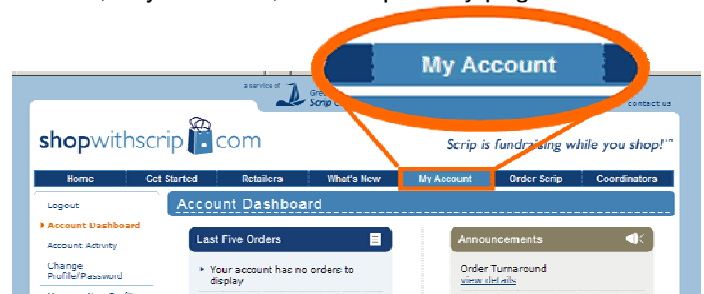 My Account
a service of
Scrip
contact us
shopwithscrip.com
Scrip is fundraising while you shop!™
Home Get Started Retailers What's New My Account Order Scrip Coordinators
Logout
Account Dashboard
Account Dashboard
Account Activity
Change
Profile/Password
Last Five Orders
Your account has no orders to
display
Announcements
Order Turnaround
view details